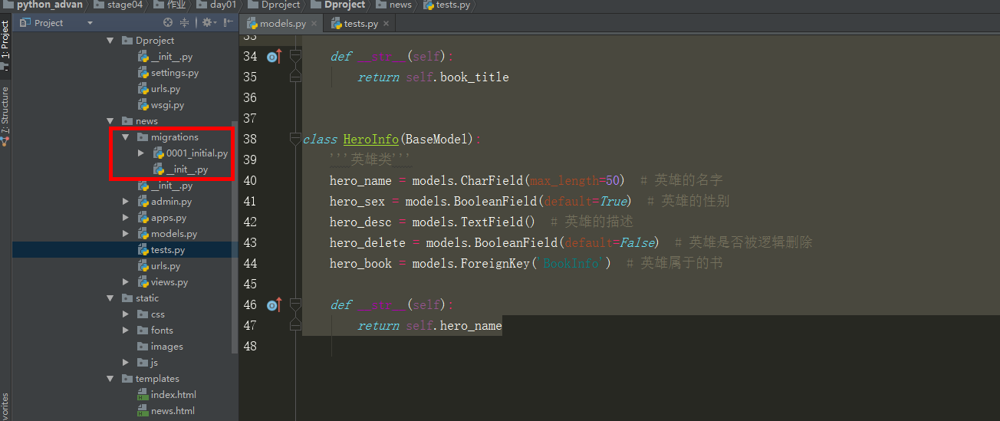 python_advan stage04 作业 day01 Dproject Dproject news tests.py
Project
models.py × tests.py ×
1: Project
7: Structure
vorites
Dproject
__init__.py
settings.py
urls.py
wsgi.py
news
migrations
0001_initial.py
__init__.py
__init__.py
admin.py
apps.py
models.py
tests.py
urls.py
views.py
static
css
fonts
images
js
templates
index.html
news.html
33
34 def __str__(self):
35 return self.book_title
36
37
38 class HeroInfo(BaseModel):
39 '''英雄类'''
40 hero_name = models.CharField(max_length=50) # 英雄的名字
41 hero_sex = models.BooleanField(default=True) # 英雄的性别
42 hero_desc = models.TextField() # 英雄的描述
43 hero_delete = models.BooleanField(default=False) # 英雄是否被逻辑删除
44 hero_book = models.ForeignKey('BookInfo') # 英雄属于的书
45
46 def __str__(self):
47 return self.hero_name
48